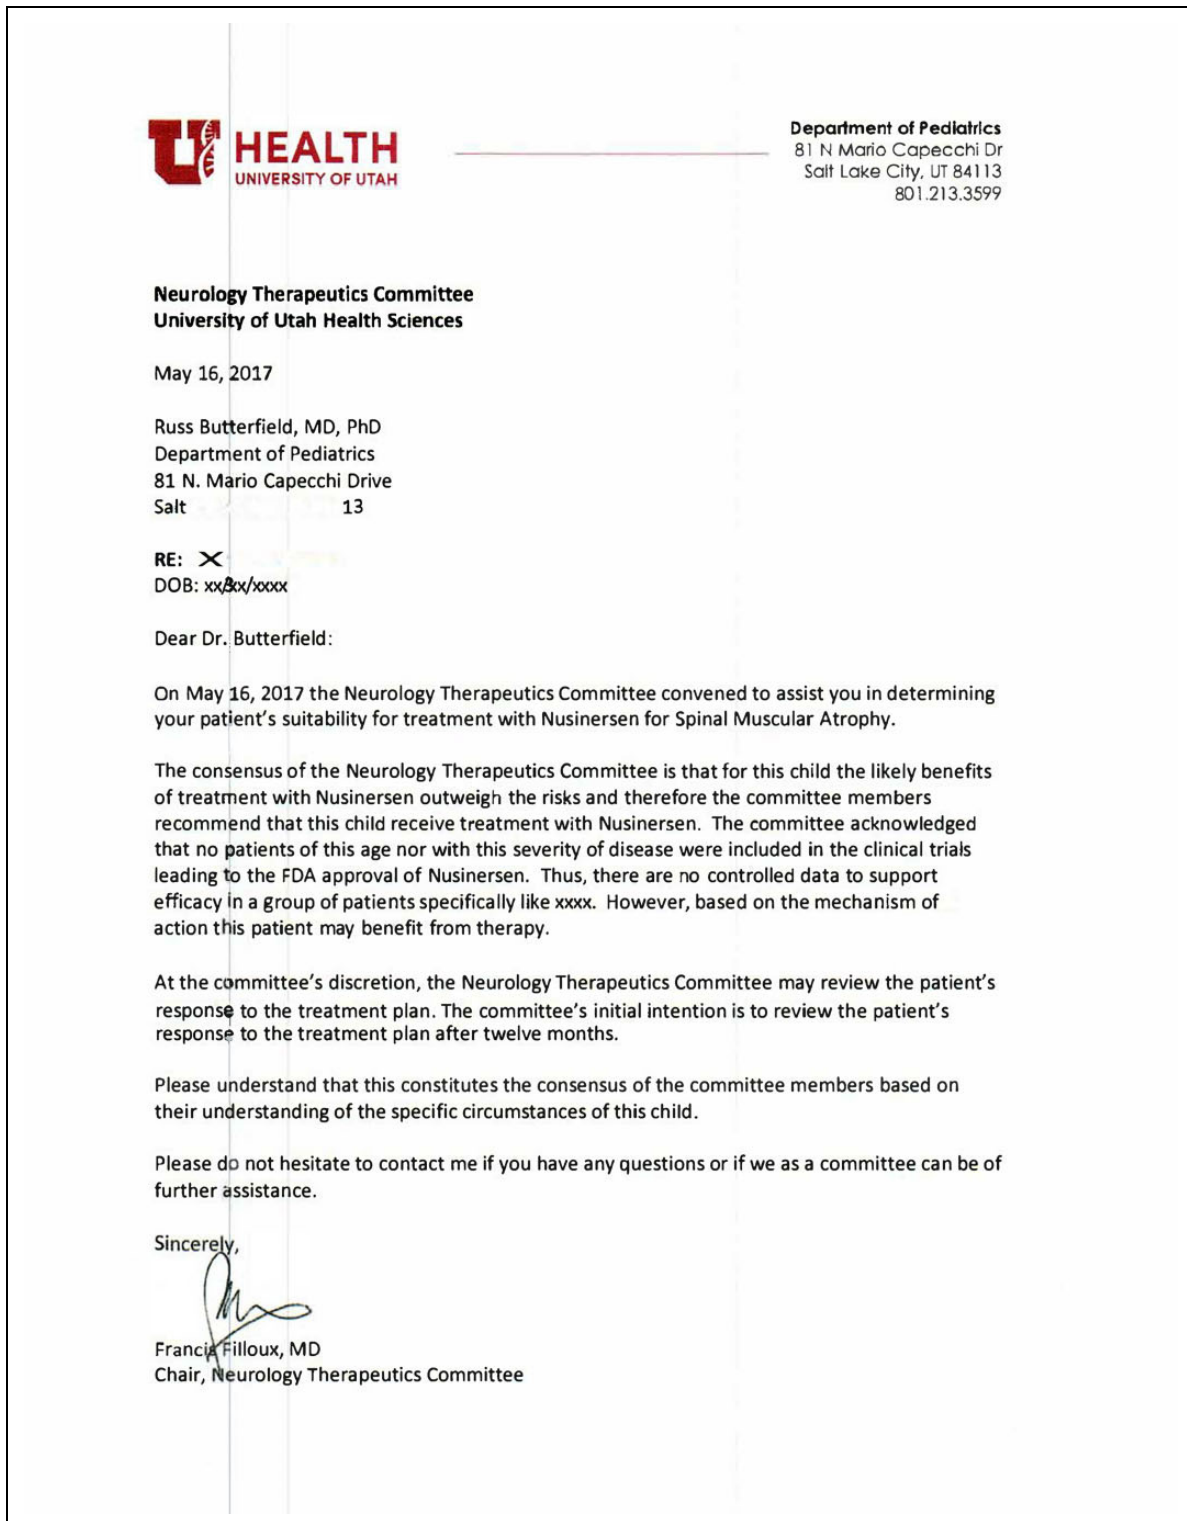 HEALTH
UNIVERSITY OF UTAH
Department of Pediatrics
81 N Mario Capecchi Dr
Salt Lake City, UT 84113
801.213.3599
Neurology Therapeutics Committee
University of Utah Health Sciences
May 16, 2017
Russ Butterfield, MD, PhD
Department of Pediatrics
81 N. Mario Capecchi Drive
Salt 13
RE: X
DOB: xx/xx/xxxx
Dear Dr. Butterfield:
On May 16, 2017 the Neurology Therapeutics Committee convened to assist you in determining
your patient's suitability for treatment with Nusinersen for Spinal Muscular Atrophy.
The consensus of the Neurology Therapeutics Committee is that for this child the likely benefits
of treatment with Nusinersen outweigh the risks and therefore the committee members
recommend that this child receive treatment with Nusinersen. The committee acknowledged
that no patients of this age nor with this severity of disease were included in the clinical trials
leading to the FDA approval of Nusinersen. Thus, there are no controlled data to support
efficacy in a group of patients specifically like xxxx. However, based on the mechanism of
action this patient may benefit from therapy.
At the committee's discretion, the Neurology Therapeutics Committee may review the patient's
response to the treatment plan. The committee's initial intention is to review the patient's
response to the treatment plan after twelve months.
Please understand that this constitutes the consensus of the committee members based on
their understanding of the specific circumstances of this child.
Please do not hesitate to contact me if you have any questions or if we as a committee can be of
further assistance.
Sincerely,
Francis Filloux, MD
Chair, Neurology Therapeutics Committee